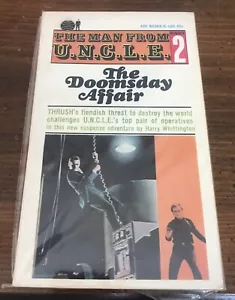 THE MAN FROM
U.N.C.L.E.
2
The
Doomsday
Affair
THRUSH's fiendish threat to destroy the world
challenges U.N.C.L.E.'s top pair of operatives
in this new suspense adventure by Harry Whittington